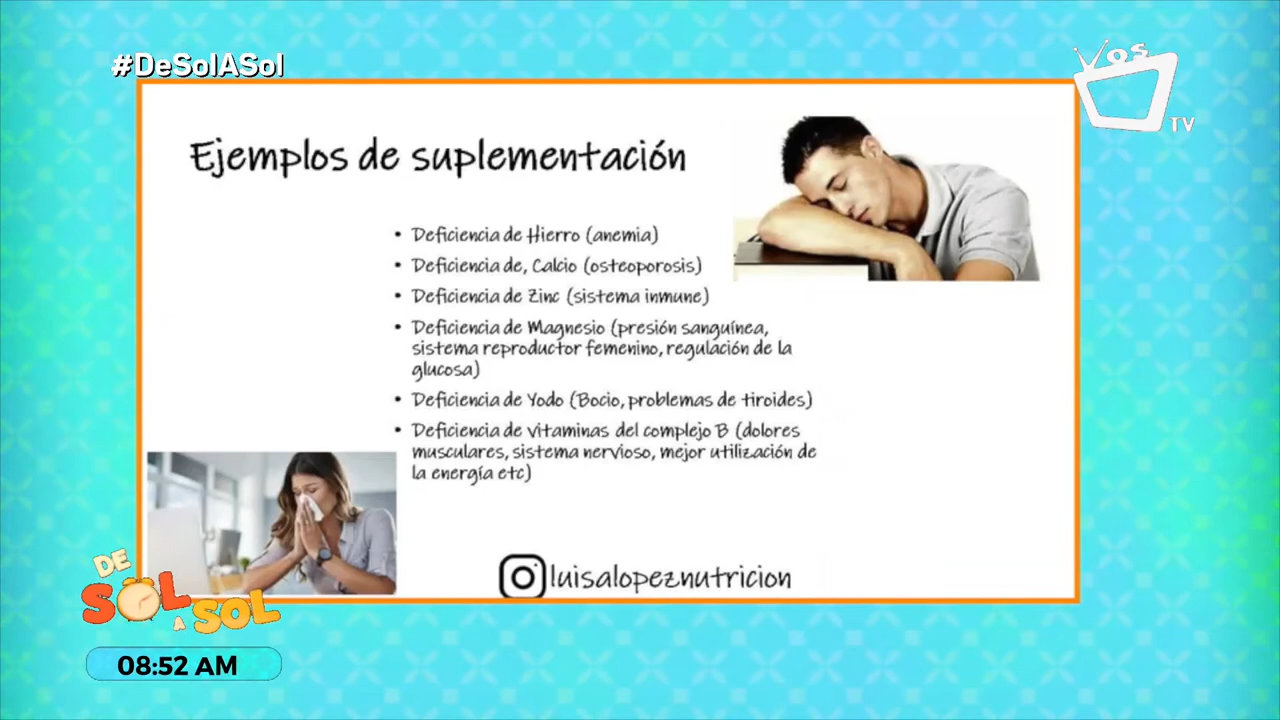 #DeSolASol
VOS
TV
Ejemplos de suplementación
• Deficiencia de Hierro (anemia)
• Deficiencia de, Calcio (osteoporosis)
• Deficiencia de Zinc (sistema inmune)
• Deficiencia de Magnesio (presión sanguínea,
sistema reproductor femenino, regulación de la
glucosa)
• Deficiencia de Yodo (Bocio, problemas de tiroides)
• Deficiencia de vitaminas del complejo B (dolores
musculares, sistema nervioso, mejor utilización de
la energía etc)
luisalopeznutricion
DE
SOL
A SOL
08:52 AM